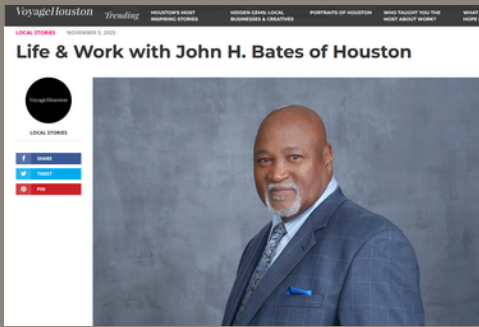 VoyageHouston
Trending
HOUSTON'S MOST
INSPIRING STORIES
HIDDEN GEMS: LOCAL
BUSINESSES & CREATIVES
PORTRAITS OF HOUSTON
WHO TAUGHT YOU THE
MOST ABOUT WORK?
WHAT
HOPE
LOCAL STORIES
NOVEMBER 5, 2025
Life & Work with John H. Bates of Houston
VoyageHouston
LOCAL STORIES
SHARE
TWEET
PIN